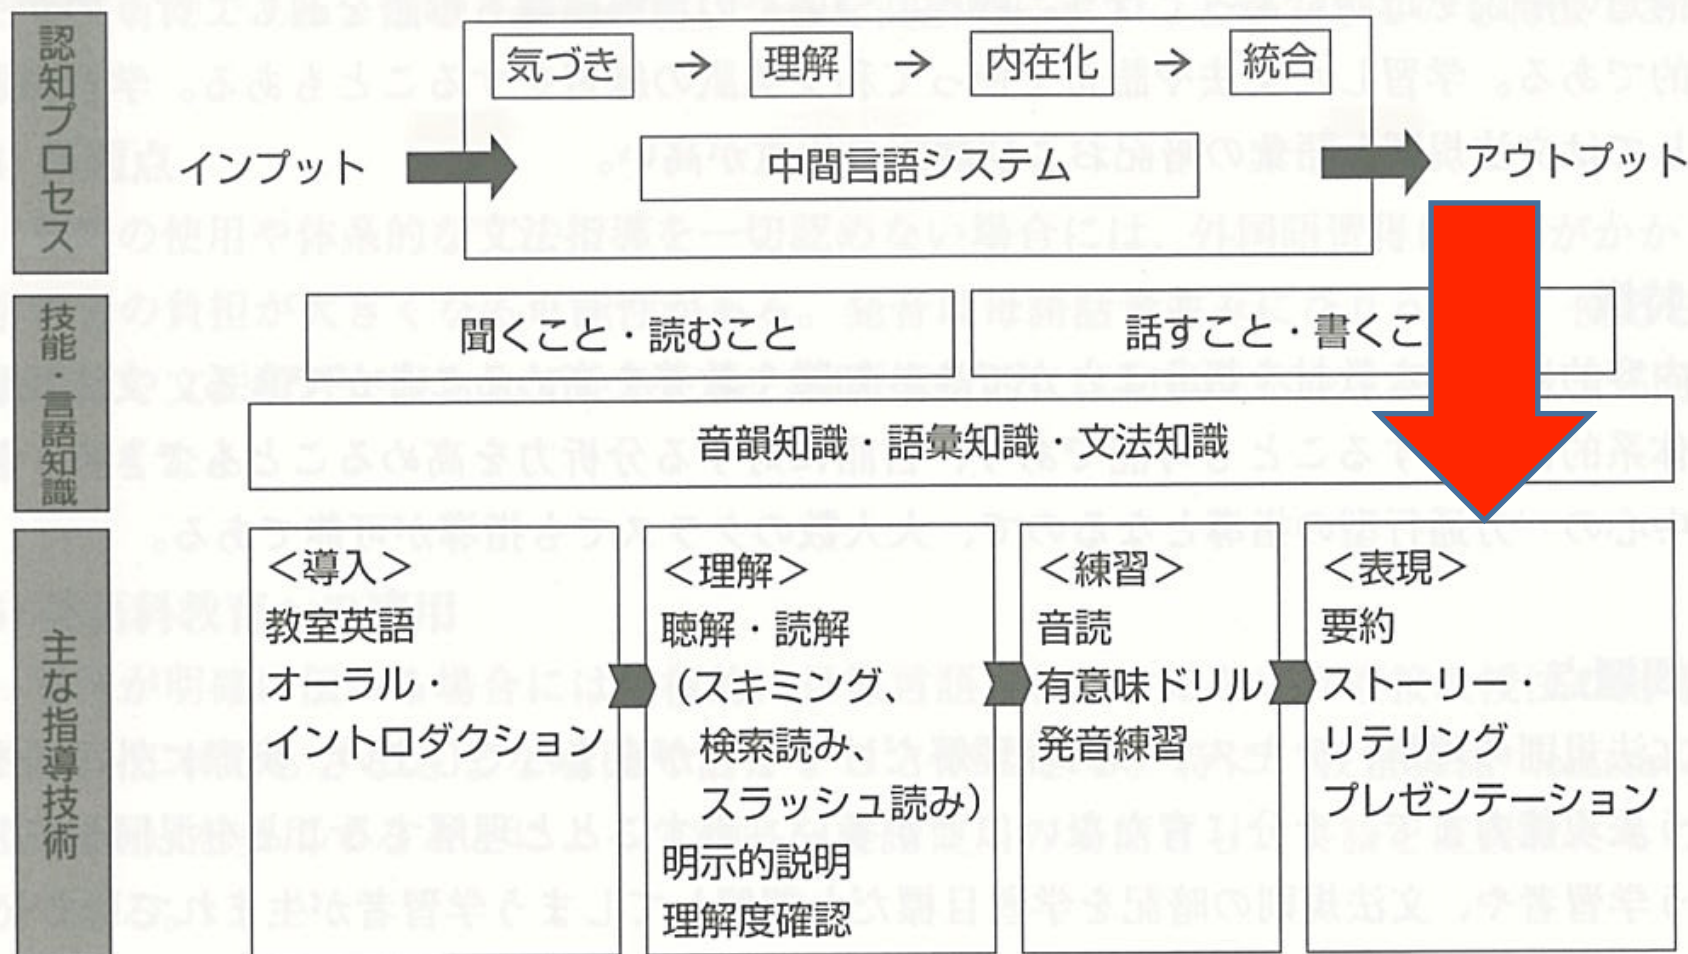 認知プロセス
気づき → 理解 → 内在化 → 統合
インプット
中間言語システム
アウトプット
技能・言語知識
聞くこと・読むこと
話すこと・書くこ
音韻知識・語彙知識・文法知識
主な指導技術
<導入>
教室英語
オーラル・
イントロダクション
<理解>
聴解・読解
(スキミング、
検索読み、
スラッシュ読み)
明示的説明
理解度確認
<練習>
音読
有意味ドリル
発音練習
<表現>
要約
ストーリー・
リテリング
プレゼンテーション